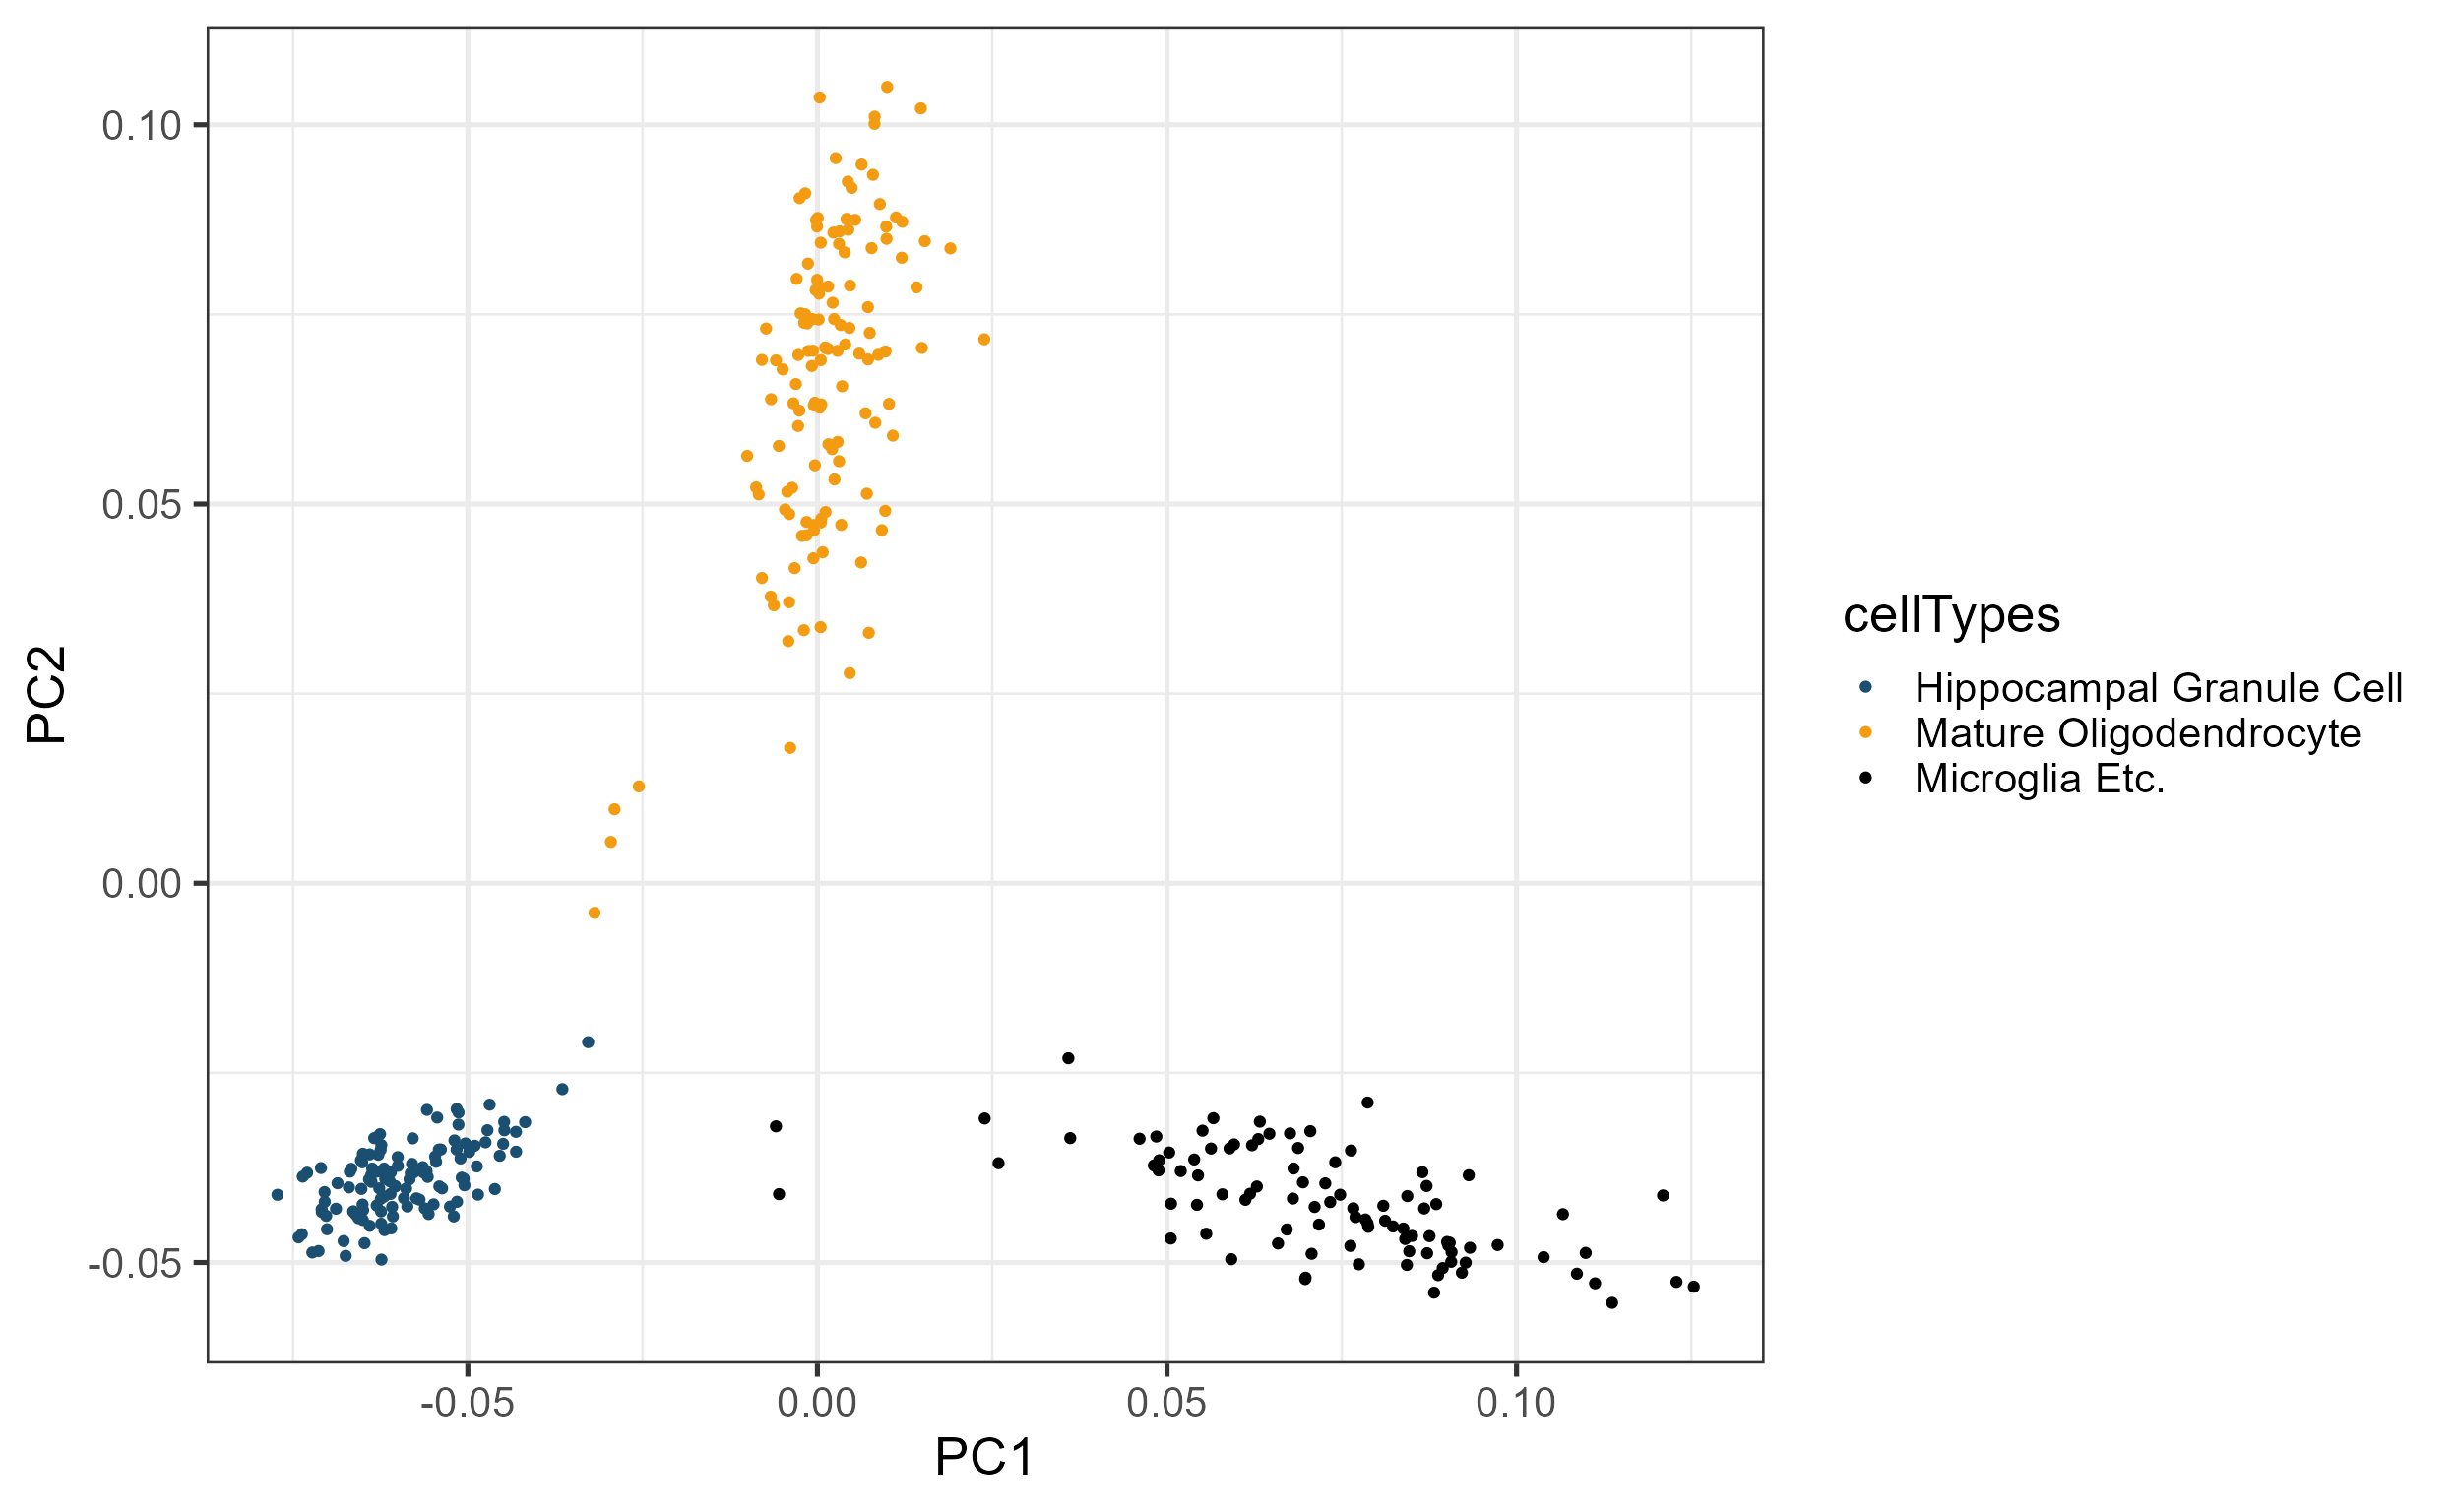 0.10
0.05
0.00
-0.05
PC2
-0.05 0.00 0.05 0.10
PC1
cellTypes
Hippocampal Granule Cell
Mature Oligodendrocyte
Microglia Etc.